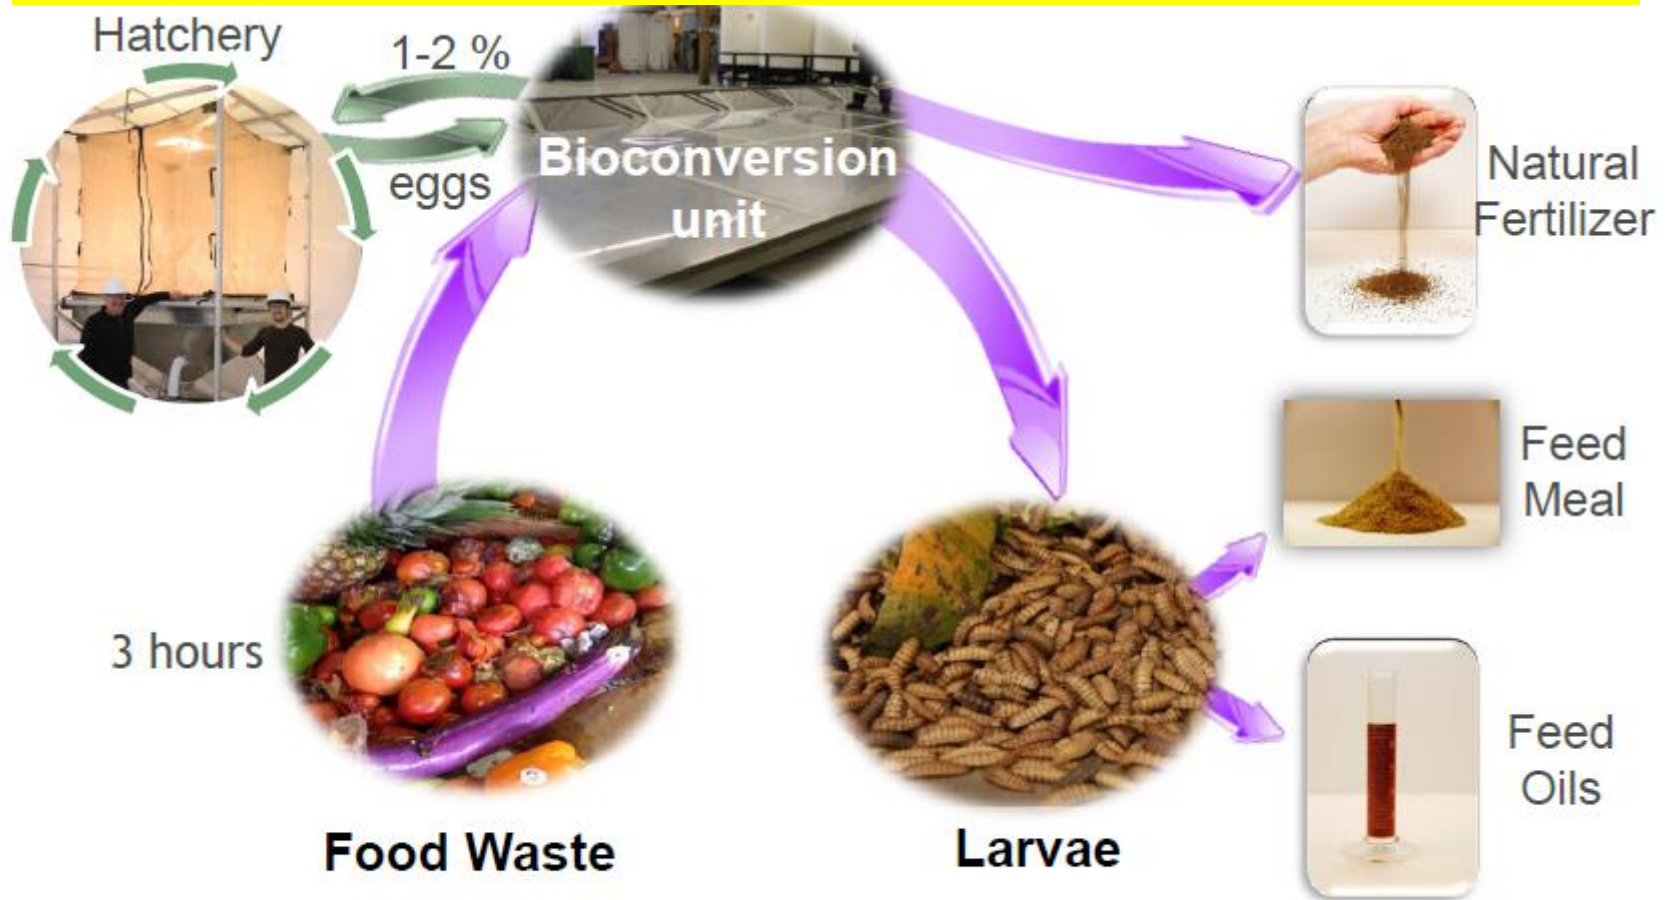 Hatchery
1-2 %
eggs
Bioconversion
unit
Natural
Fertilizer
Feed
Meal
3 hours
Feed
Oils
Food Waste
Larvae